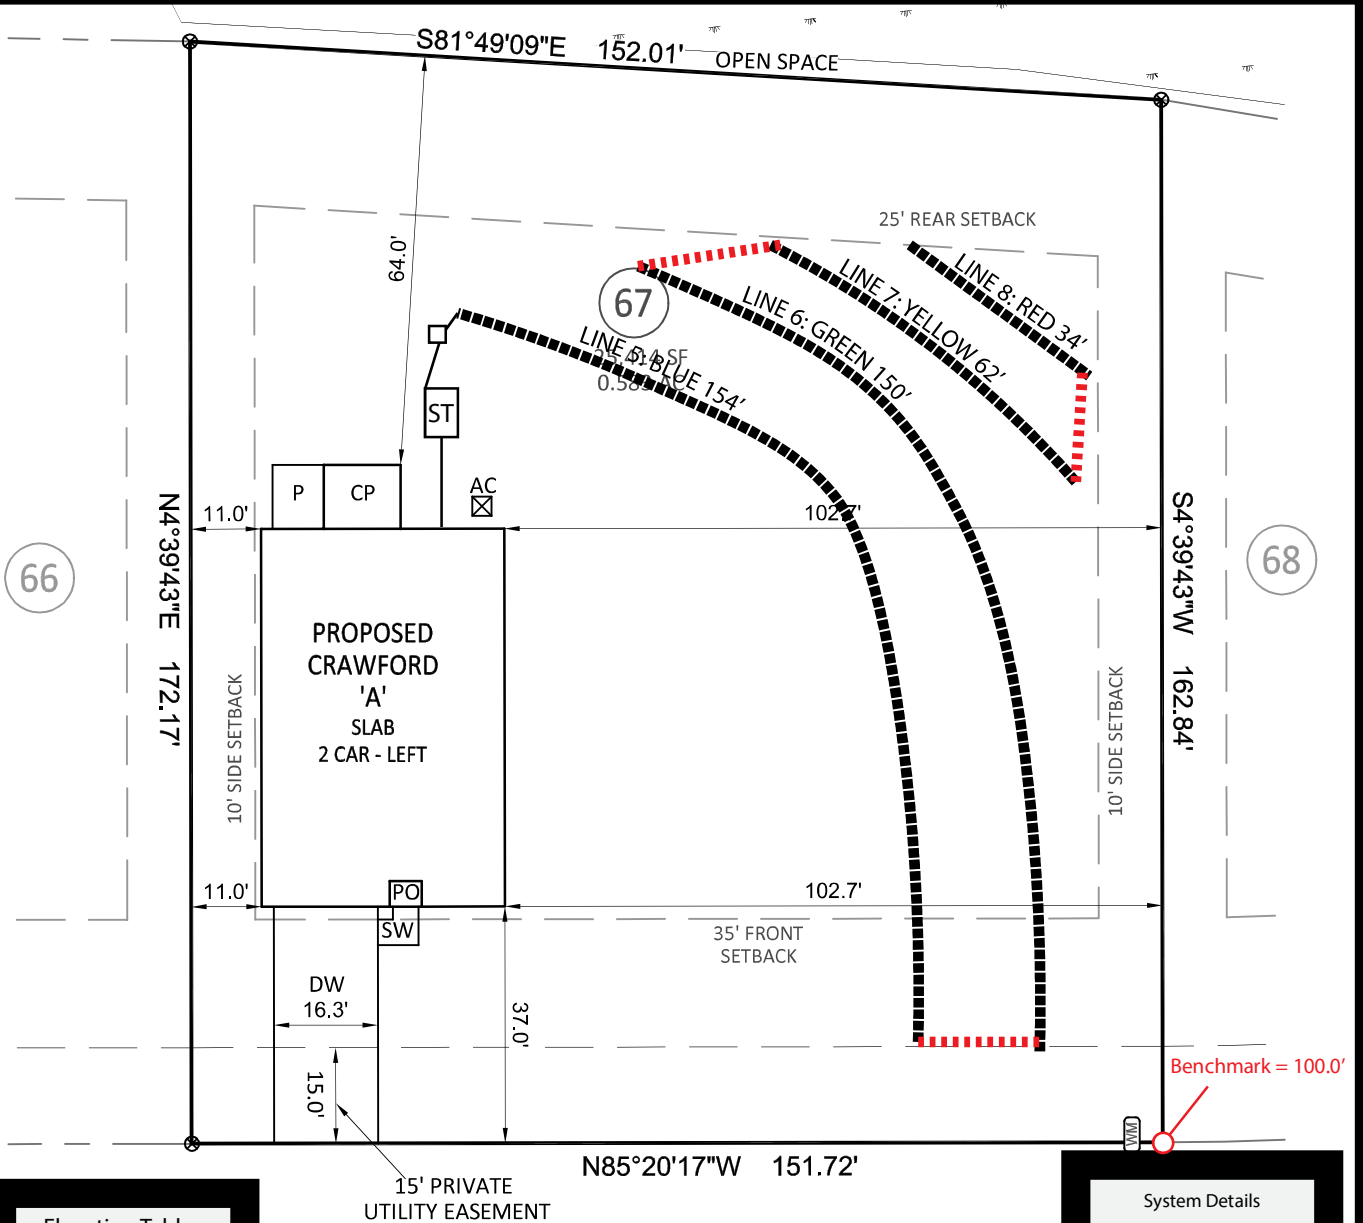 S81°49'09"E 152.01'
OPEN SPACE
25' REAR SETBACK
64.0'
LINE 8: RED 34'
LINE 7: YELLOW 62'
67
LINE 6: GREEN 150'
LINE 5: BLUE 154'
SF
ST
P
CP
AC
11.0'
102.7'
N4°39'43"E 172.17'
S4°39'43"W 162.84'
66
68
PROPOSED
CRAWFORD
'A'
SLAB
2 CAR - LEFT
10' SIDE SETBACK
10' SIDE SETBACK
11.0'
PO
102.7'
SW
35' FRONT
SETBACK
DW
16.3'
37.0'
15.0'
Benchmark = 100.0'
WM
N85°20'17"W 151.72'
15' PRIVATE
UTILITY EASEMENT
System Details